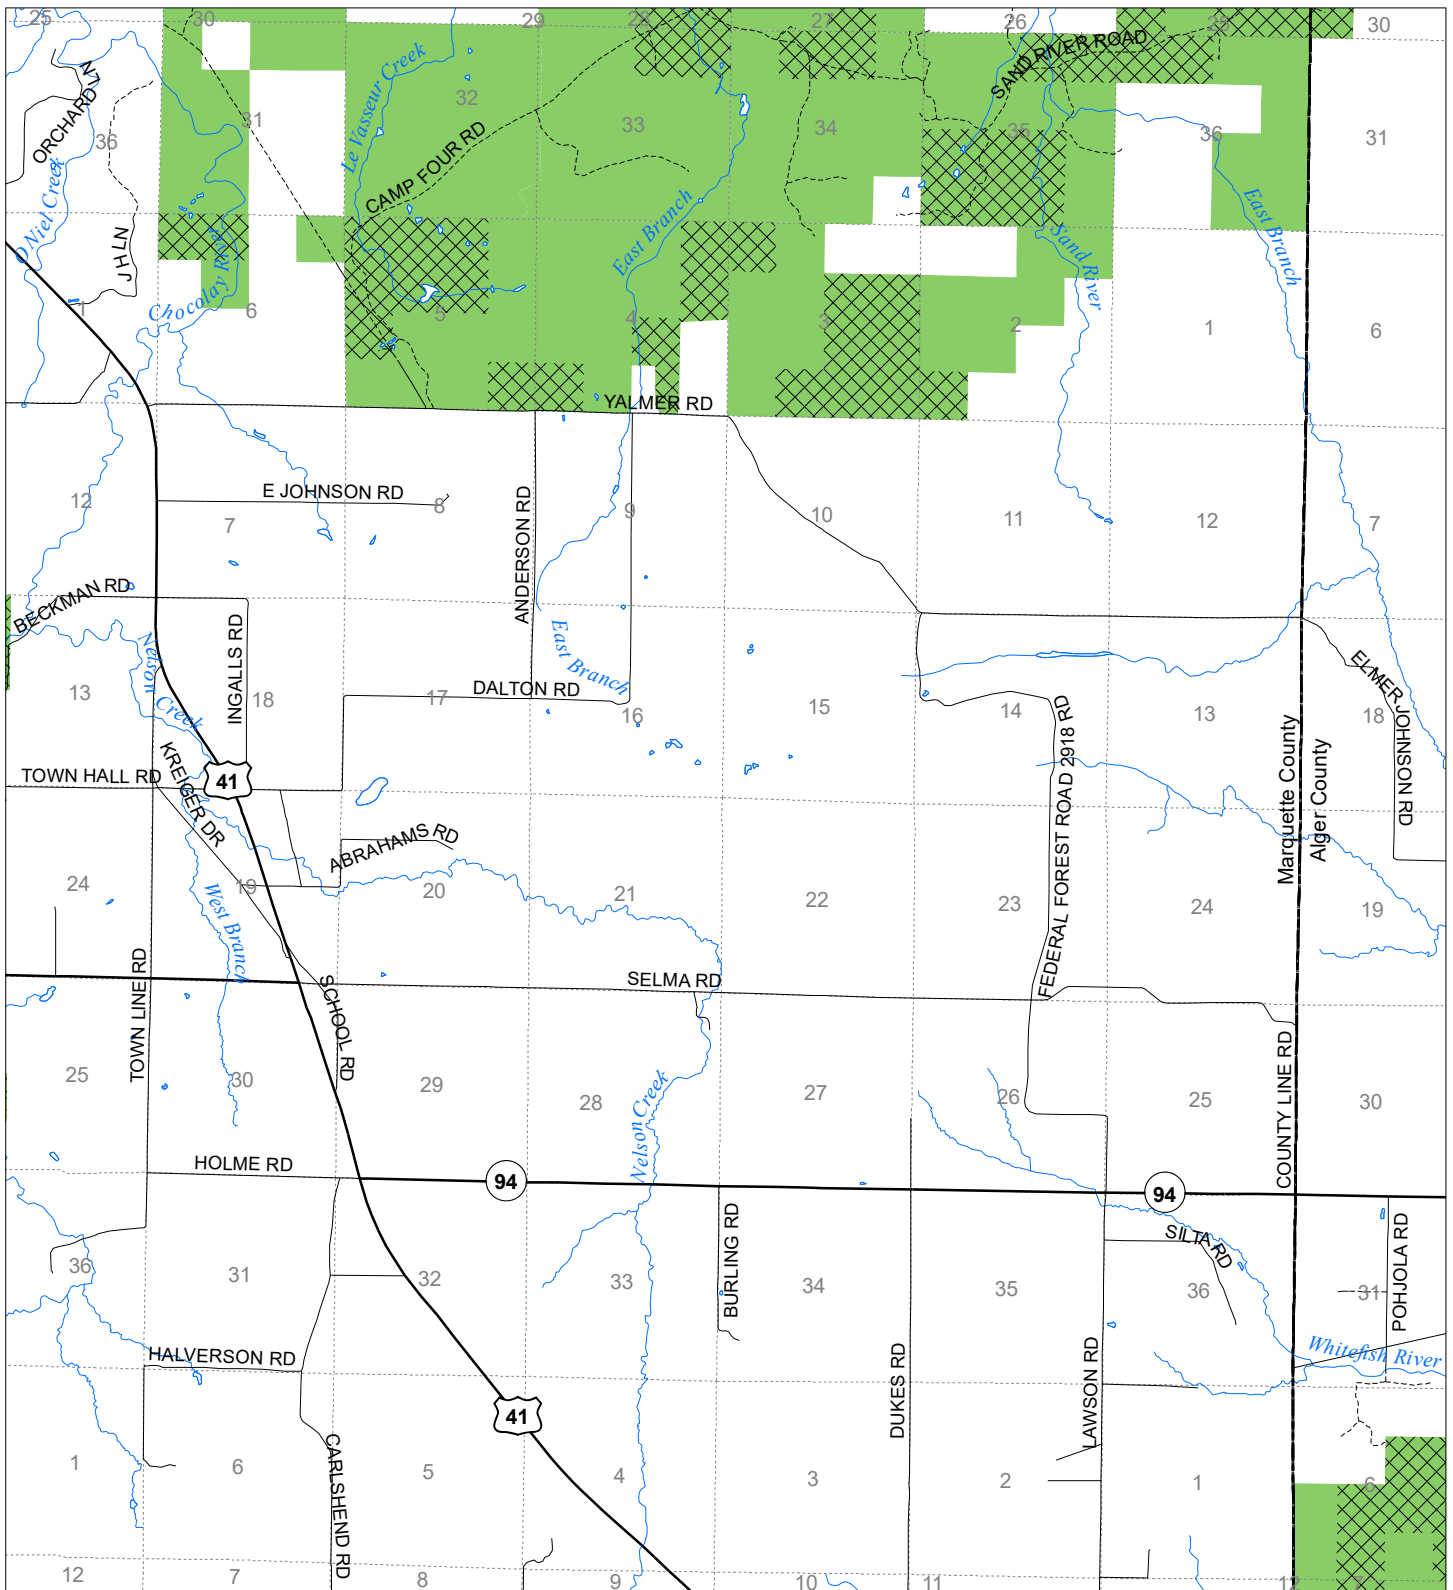 25
30
29
28
27
26
25
30
SAND RIVER ROAD
ORCHARD LN
36
31
Le Vasseur Creek
32
33
34
35
36
31
CAMP FOUR RD
O Niel Creek
J H LN
Chocolay River
East Branch
Sand River
East Branch
1
6
5
4
3
2
1
6
YALMER RD
12
E JOHNSON RD
7
8
ANDERSON RD
9
10
11
12
7
BECKMAN RD
INGALLS RD
Nelson Creek
East Branch
13
18
DALTON RD
17
16
15
14
13
18
ELMER JOHNSON RD
FEDERAL FOREST ROAD 2918 RD
Marquette County
Alger County
TOWN HALL RD
KREIGER DR
41
ABRAHAMS RD
24
19
20
21
22
23
24
19
West Branch
TOWN LINE RD
SCHOOL RD
SELMA RD
25
30
29
28
27
26
25
30
Nelson Creek
COUNTY LINE RD
HOLME RD
94
94
BURLING RD
SILTA RD
POHJOLA RD
36
31
32
33
34
35
36
31
HALVERSON RD
DUKES RD
LAWSON RD
Whitefish River
41
CARLSHEND RD
1
6
5
4
3
2
1
6
12
7
8
9
10
11
12